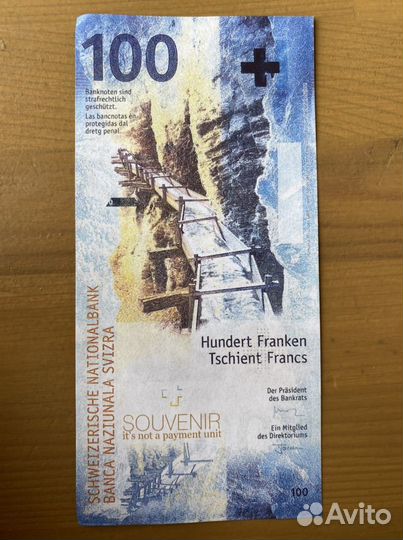 100
Banknoten sind
strafrechtlich
geschützt.
Las bancnotas èn
protegidas dal
dretg penal.
SCHWEIZERISCHE NATIONALBANK
BANCA NAZIUNALA SVIZRA
Hundert Franken
Tschient Francs
Der Präsident
des Bankrats
Ein Mitglied
des Direktoriums
SOUVENIR
it's not a payment unit
100
Avito